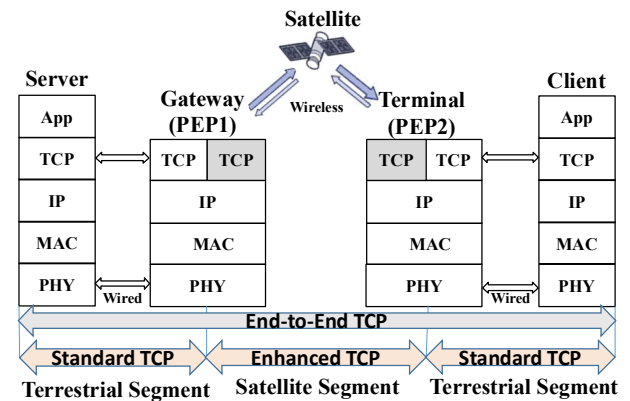 Satellite
Server
Client
Gateway
(PEP1)
Wireless
Terminal
(PEP2)
App
App
TCP
TCP
TCP
TCP
TCP
TCP
IP
IP
IP
IP
MAC
MAC
MAC
MAC
PHY
PHY
PHY
PHY
Wired
Wired
End-to-End TCP
Standard TCP
Enhanced TCP
Standard TCP
Terrestrial Segment
Satellite Segment
Terrestrial Segment